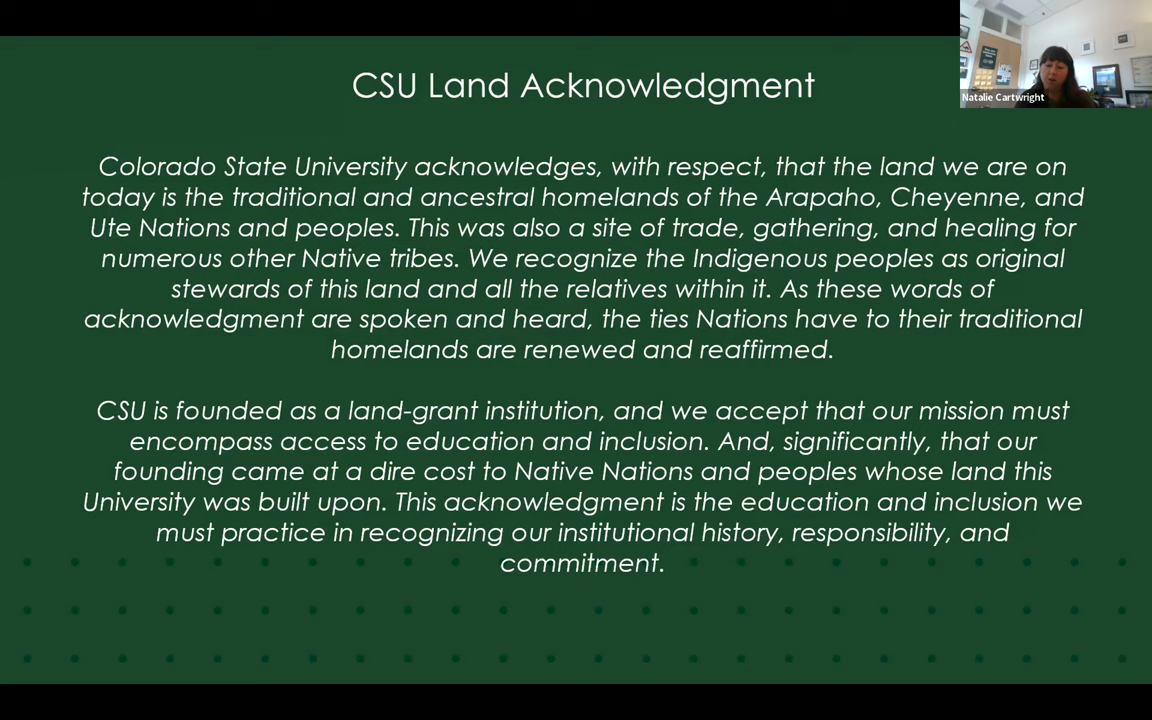 CSU Land Acknowledgment
Natalie Cartwright
Colorado State University acknowledges, with respect, that the land we are on
today is the traditional and ancestral homelands of the Arapaho, Cheyenne, and
Ute Nations and peoples. This was also a site of trade, gathering, and healing for
numerous other Native tribes. We recognize the Indigenous peoples as original
stewards of this land and all the relatives within it. As these words of
acknowledgment are spoken and heard, the ties Nations have to their traditional
homelands are renewed and reaffirmed.
CSU is founded as a land-grant institution, and we accept that our mission must
encompass access to education and inclusion. And, significantly, that our
founding came at a dire cost to Native Nations and peoples whose land this
University was built upon. This acknowledgment is the education and inclusion we
must practice in recognizing our institutional history, responsibility, and
commitment.